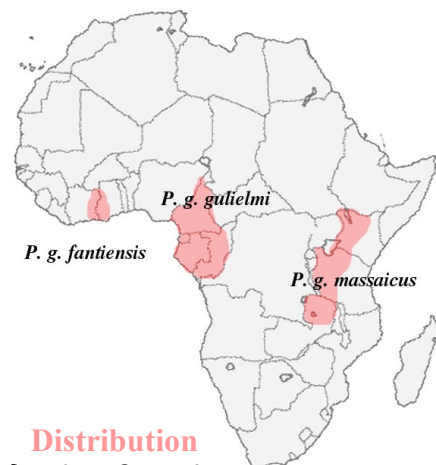 P. g. gulielmi
P. g. fantiensis
P. g. massaicus
Distribution